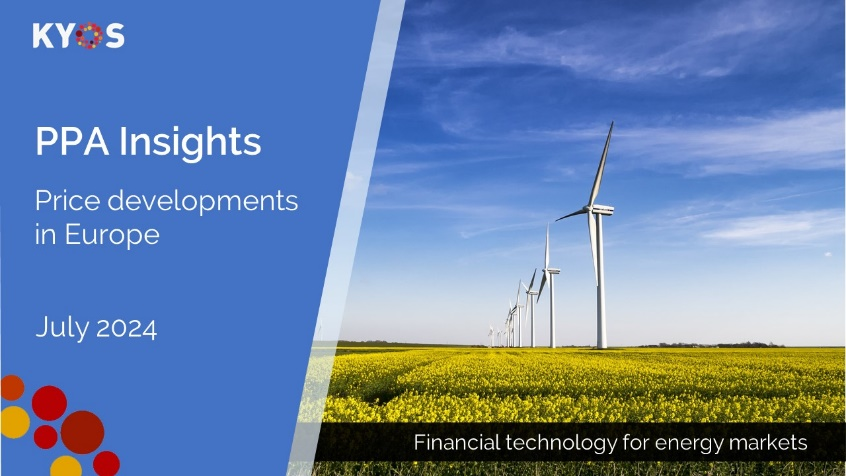 KYOS
PPA Insights
Price developments
in Europe
July 2024
Financial technology for energy markets